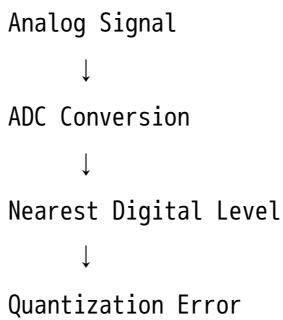 Analog Signal
↓
ADC Conversion
↓
Nearest Digital Level
↓
Quantization Error